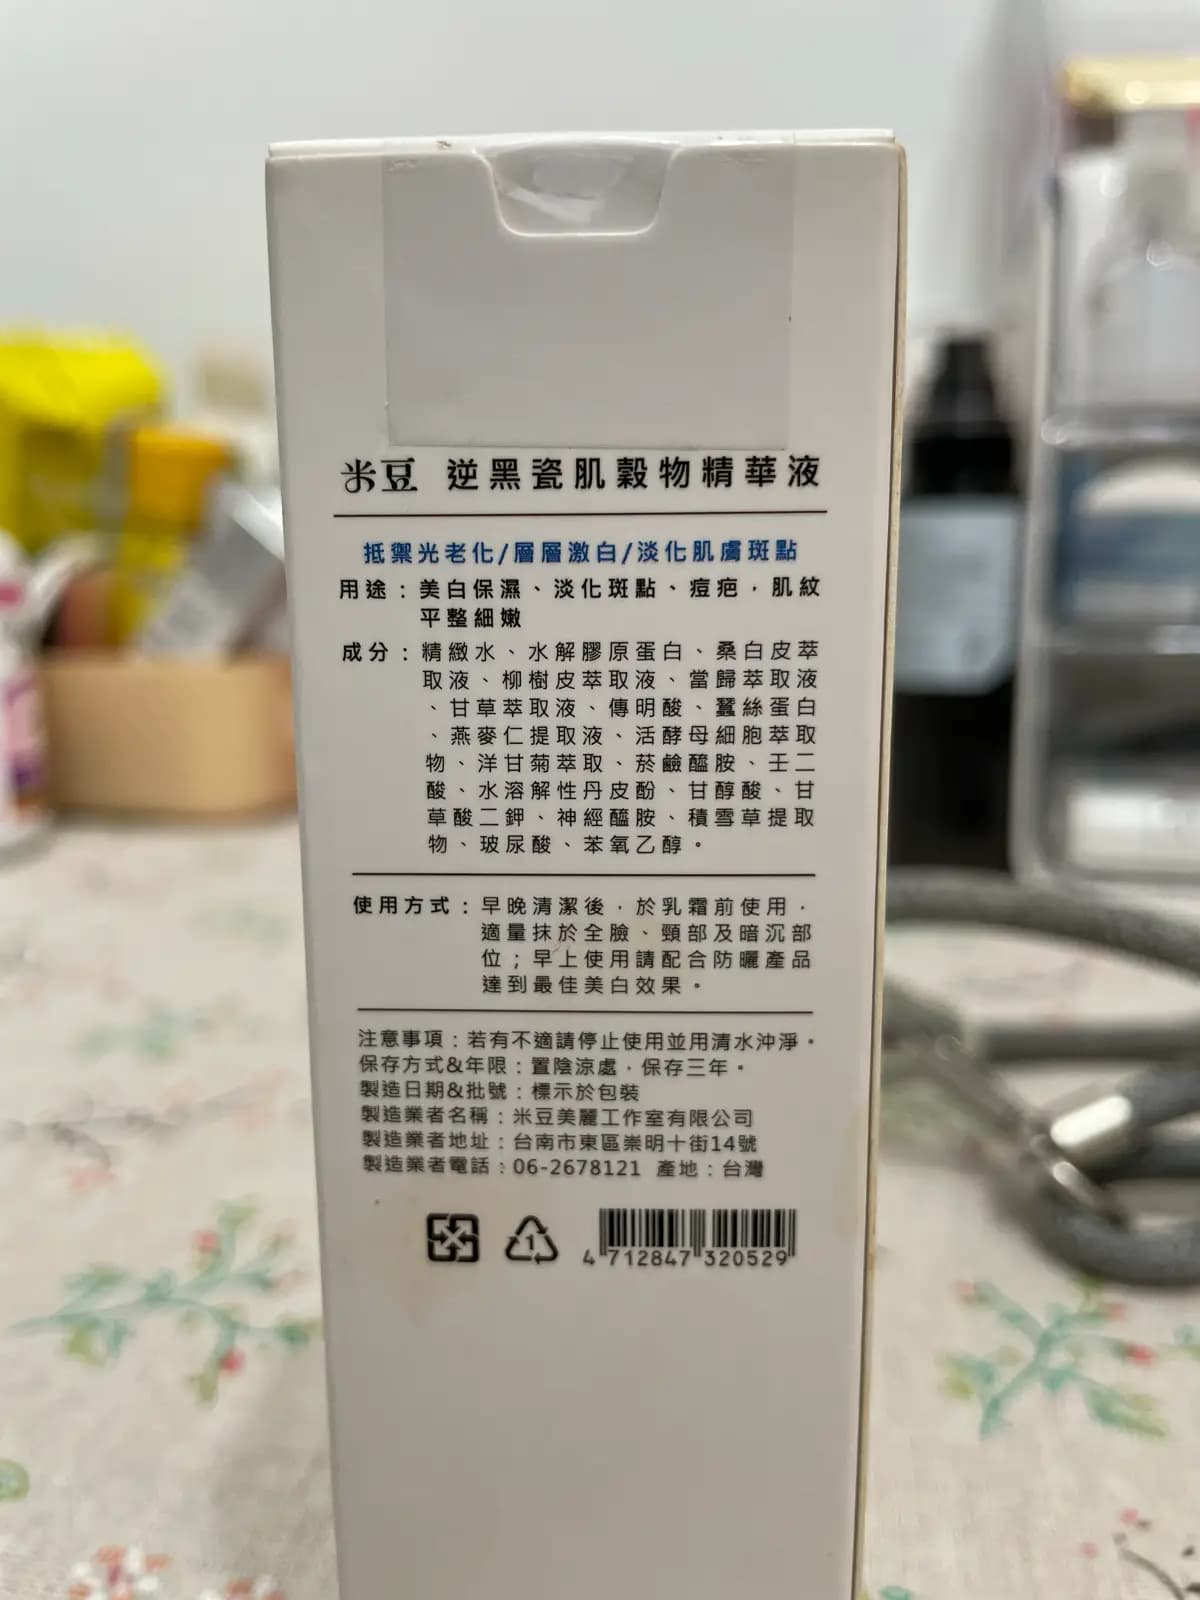 米豆 逆黑瓷肌穀物精華液
抵禦光老化/層層激白/淡化肌膚斑點
用途：美白保濕、淡化斑點、痘疤，肌紋
平整細嫩
成分：精緻水、水解膠原蛋白、桑白皮萃
取液、柳樹皮萃取液、當歸萃取液
、甘草萃取液、傳明酸、蠶絲蛋白
、燕麥仁提取液、活酵母細胞萃取
物、洋甘菊萃取、菸鹼醯胺、壬二
酸、水溶解性丹皮酚、甘醇酸、甘
草酸二鉀、神經醯胺、積雪草提取
物、玻尿酸、苯氧乙醇。
使用方式：早晚清潔後，於乳霜前使用，
適量抹於全臉、頸部及暗沉部
位；早上使用請配合防曬產品
達到最佳美白效果。
注意事項：若有不適請停止使用並用清水沖淨。
保存方式&年限：置陰涼處，保存三年。
製造日期&批號：標示於包裝
製造業者名稱：米豆美麗工作室有限公司
製造業者地址：台南市東區崇明十街14號
製造業者電話：06-2678121 產地：台灣
1
4 712847 320529